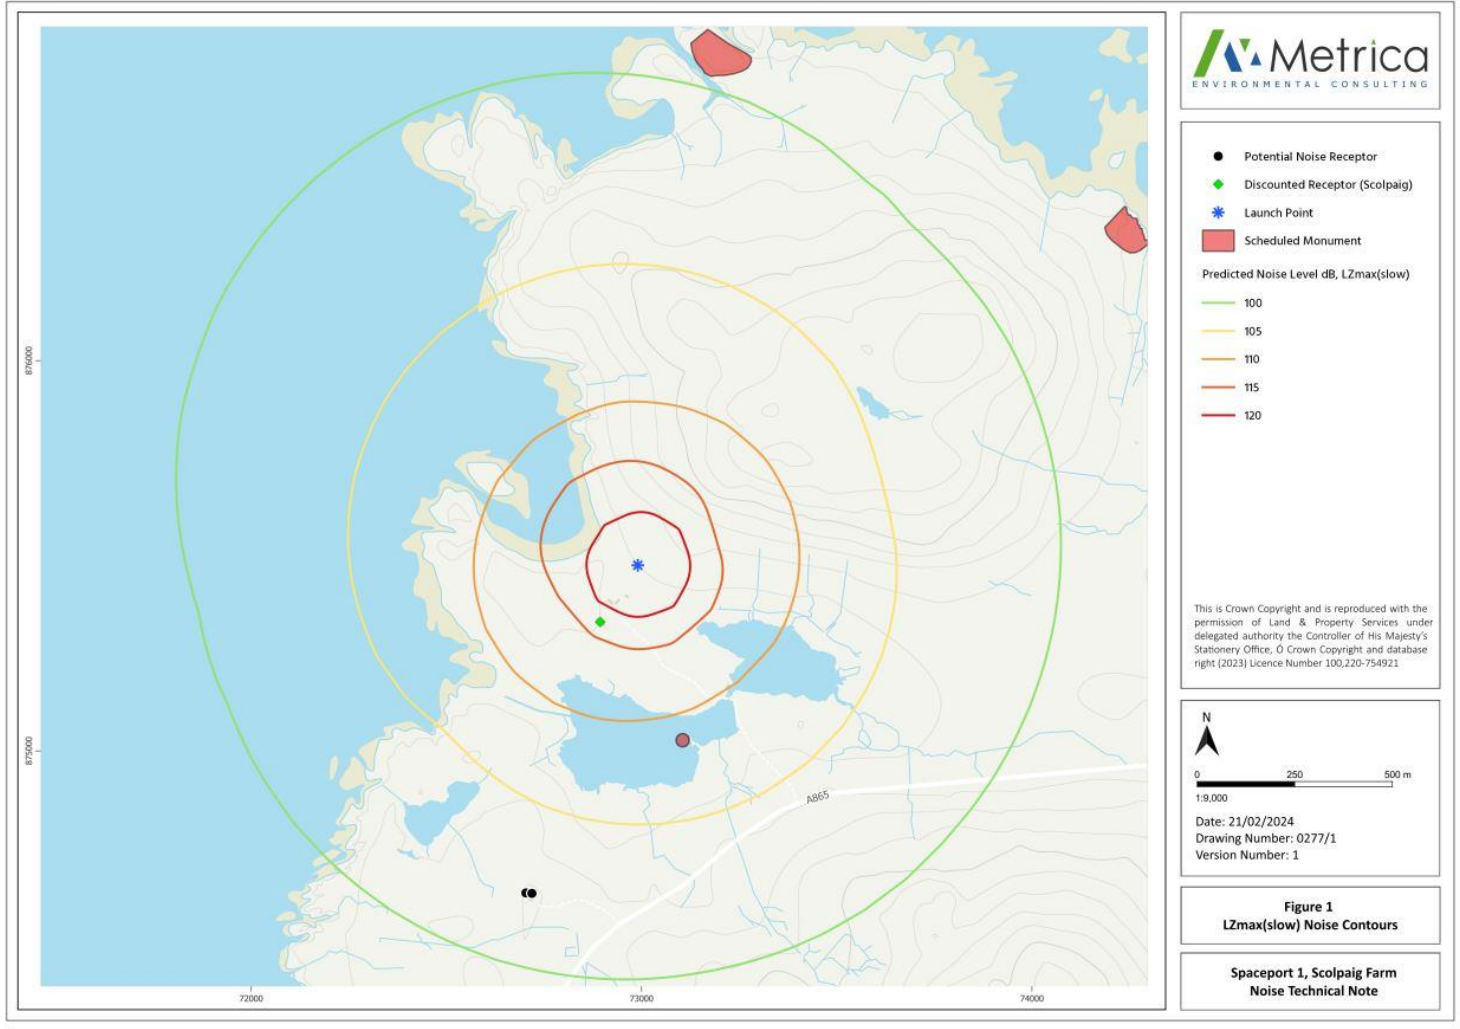 Metrica
ENVIRONMENTAL CONSULTING
Potential Noise Receptor
Discounted Receptor (Scolpaig)
Launch Point
Scheduled Monument
Predicted Noise Level dB, LZmax(slow)
100
105
110
115
120
This is Crown Copyright and is reproduced with the
permission of Land & Property Services under
delegated authority the Controller of His Majesty's
Stationery Office, Ó Crown Copyright and database
right (2023) Licence Number 100,220-754921
N
0 250 500 m
1:9,000
Date: 21/02/2024
Drawing Number: 0277/1
Version Number: 1
Figure 1
LZmax(slow) Noise Contours
Spaceport 1, Scolpaig Farm
Noise Technical Note
876000
875000
A865
72000 73000 74000